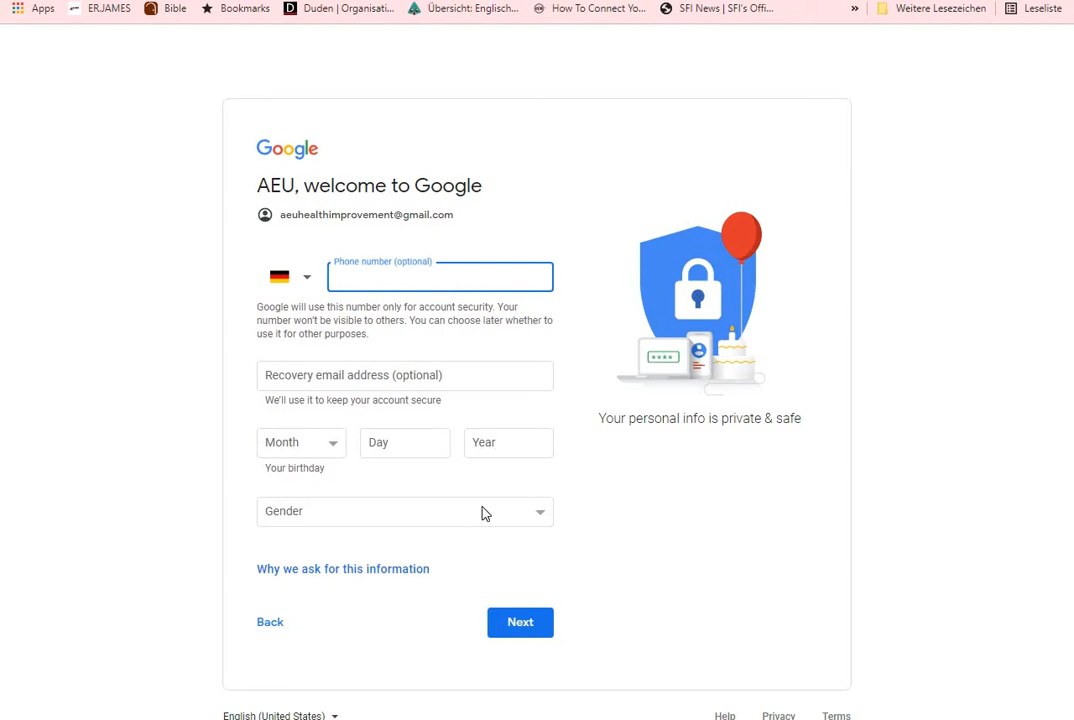 Apps ERJAMES Bible Bookmarks Duden | Organisati... Übersicht: Englisch... How To Connect Yo... SFI News | SFI's Offi... » Weitere Lesezeichen Leseliste
Google
AEU, welcome to Google
aeuhealthimprovement@gmail.com
Phone number (optional)
Google will use this number only for account security. Your
number won't be visible to others. You can choose later whether to
use it for other purposes.
Recovery email address (optional)
We'll use it to keep your account secure
Month Day Year
Your birthday
Gender
Why we ask for this information
Back Next
****
Your personal info is private & safe
English (United States) Help Privacy Terms